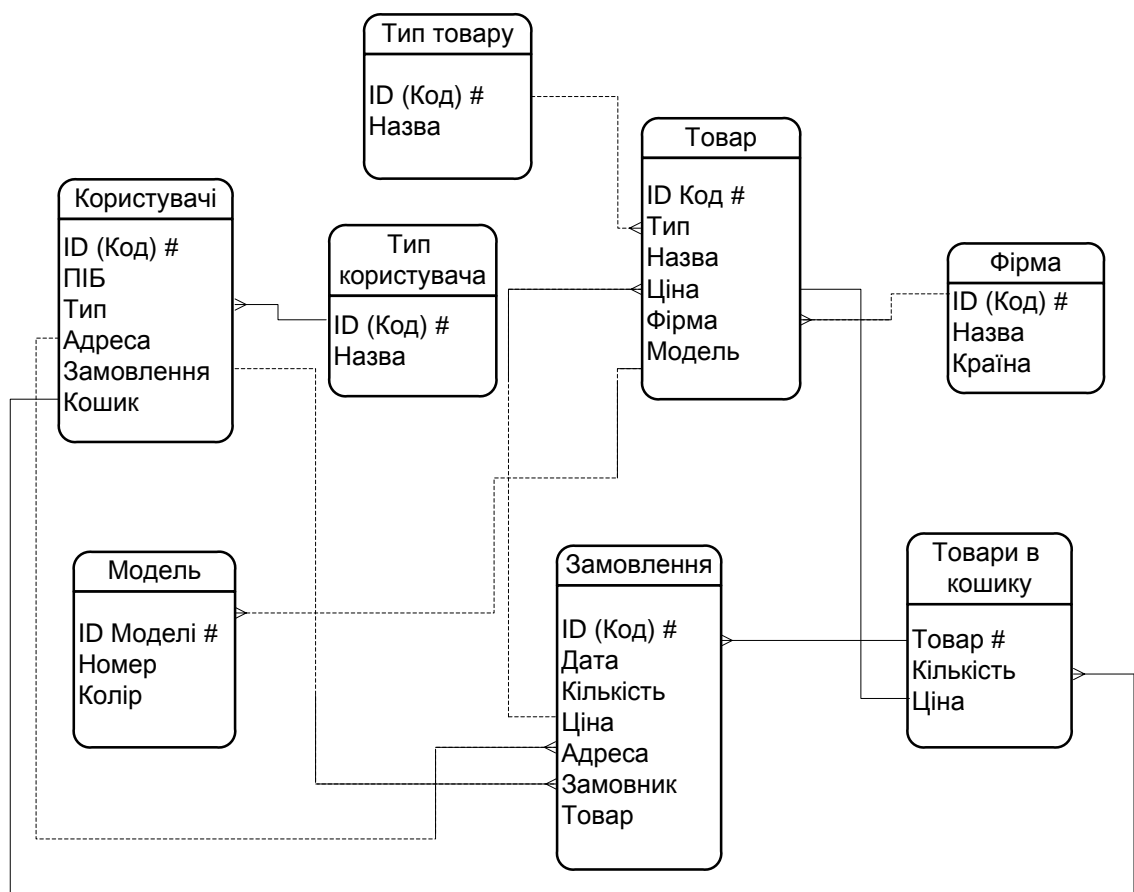 Тип товару
ID (Код) #
Назва
Товар
ID Код #
Тип
Назва
Ціна
Фірма
Модель
Користувачі
ID (Код) #
ПІБ
Тип
Адреса
Замовлення
Кошик
Тип
користувача
ID (Код) #
Назва
Фірма
ID (Код) #
Назва
Країна
Модель
ID Моделі #
Номер
Колір
Замовлення
ID (Код) #
Дата
Кількість
Ціна
Адреса
Замовник
Товар
Товари в
кошику
Товар #
Кількість
Ціна